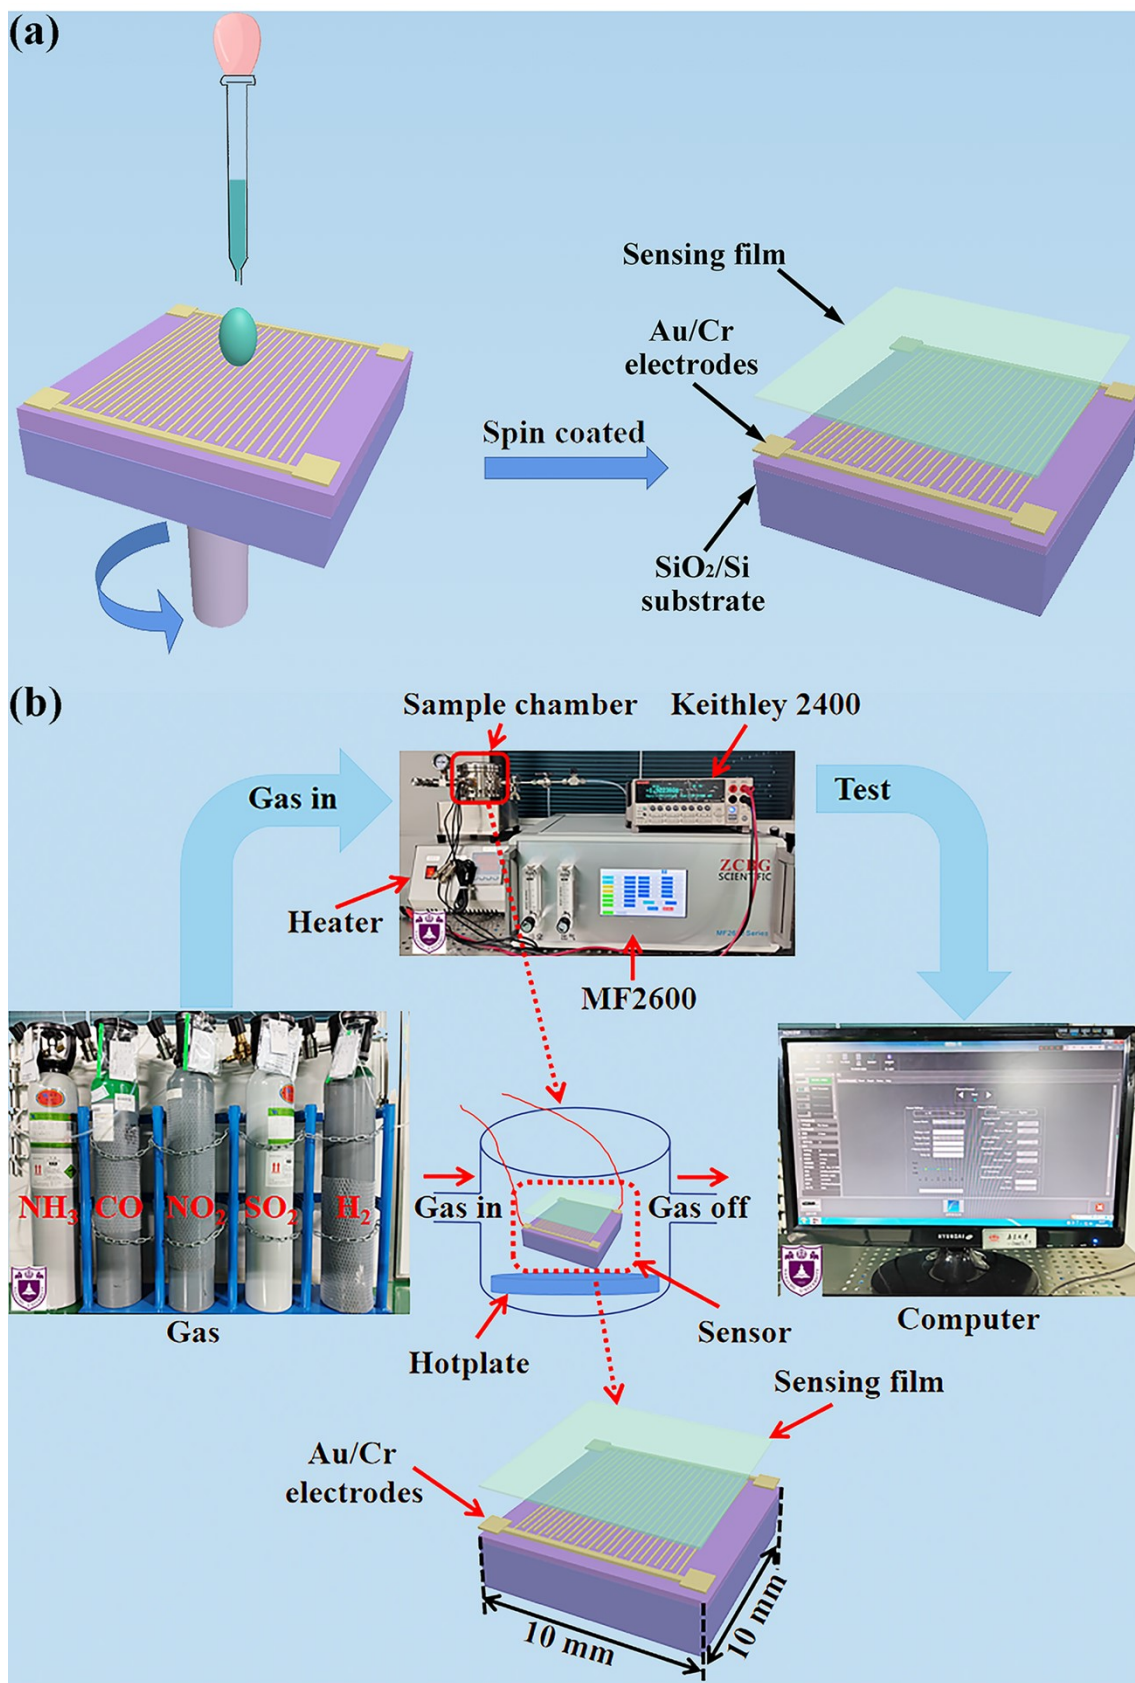 (a)
Sensing film
Au/Cr
electrodes
Spin coated
SiO₂/Si
substrate
(b)
Sample chamber
Keithley 2400
Gas in
Test
ZCBG
SCIENTIFIC
Heater
MF2600
NH₃
CO
NO₂
SO₂
H₂
Gas in
Gas off
HYUNDAI
Gas
Hotplate
Sensor
Computer
Sensing film
Au/Cr
electrodes
10 mm
10 mm